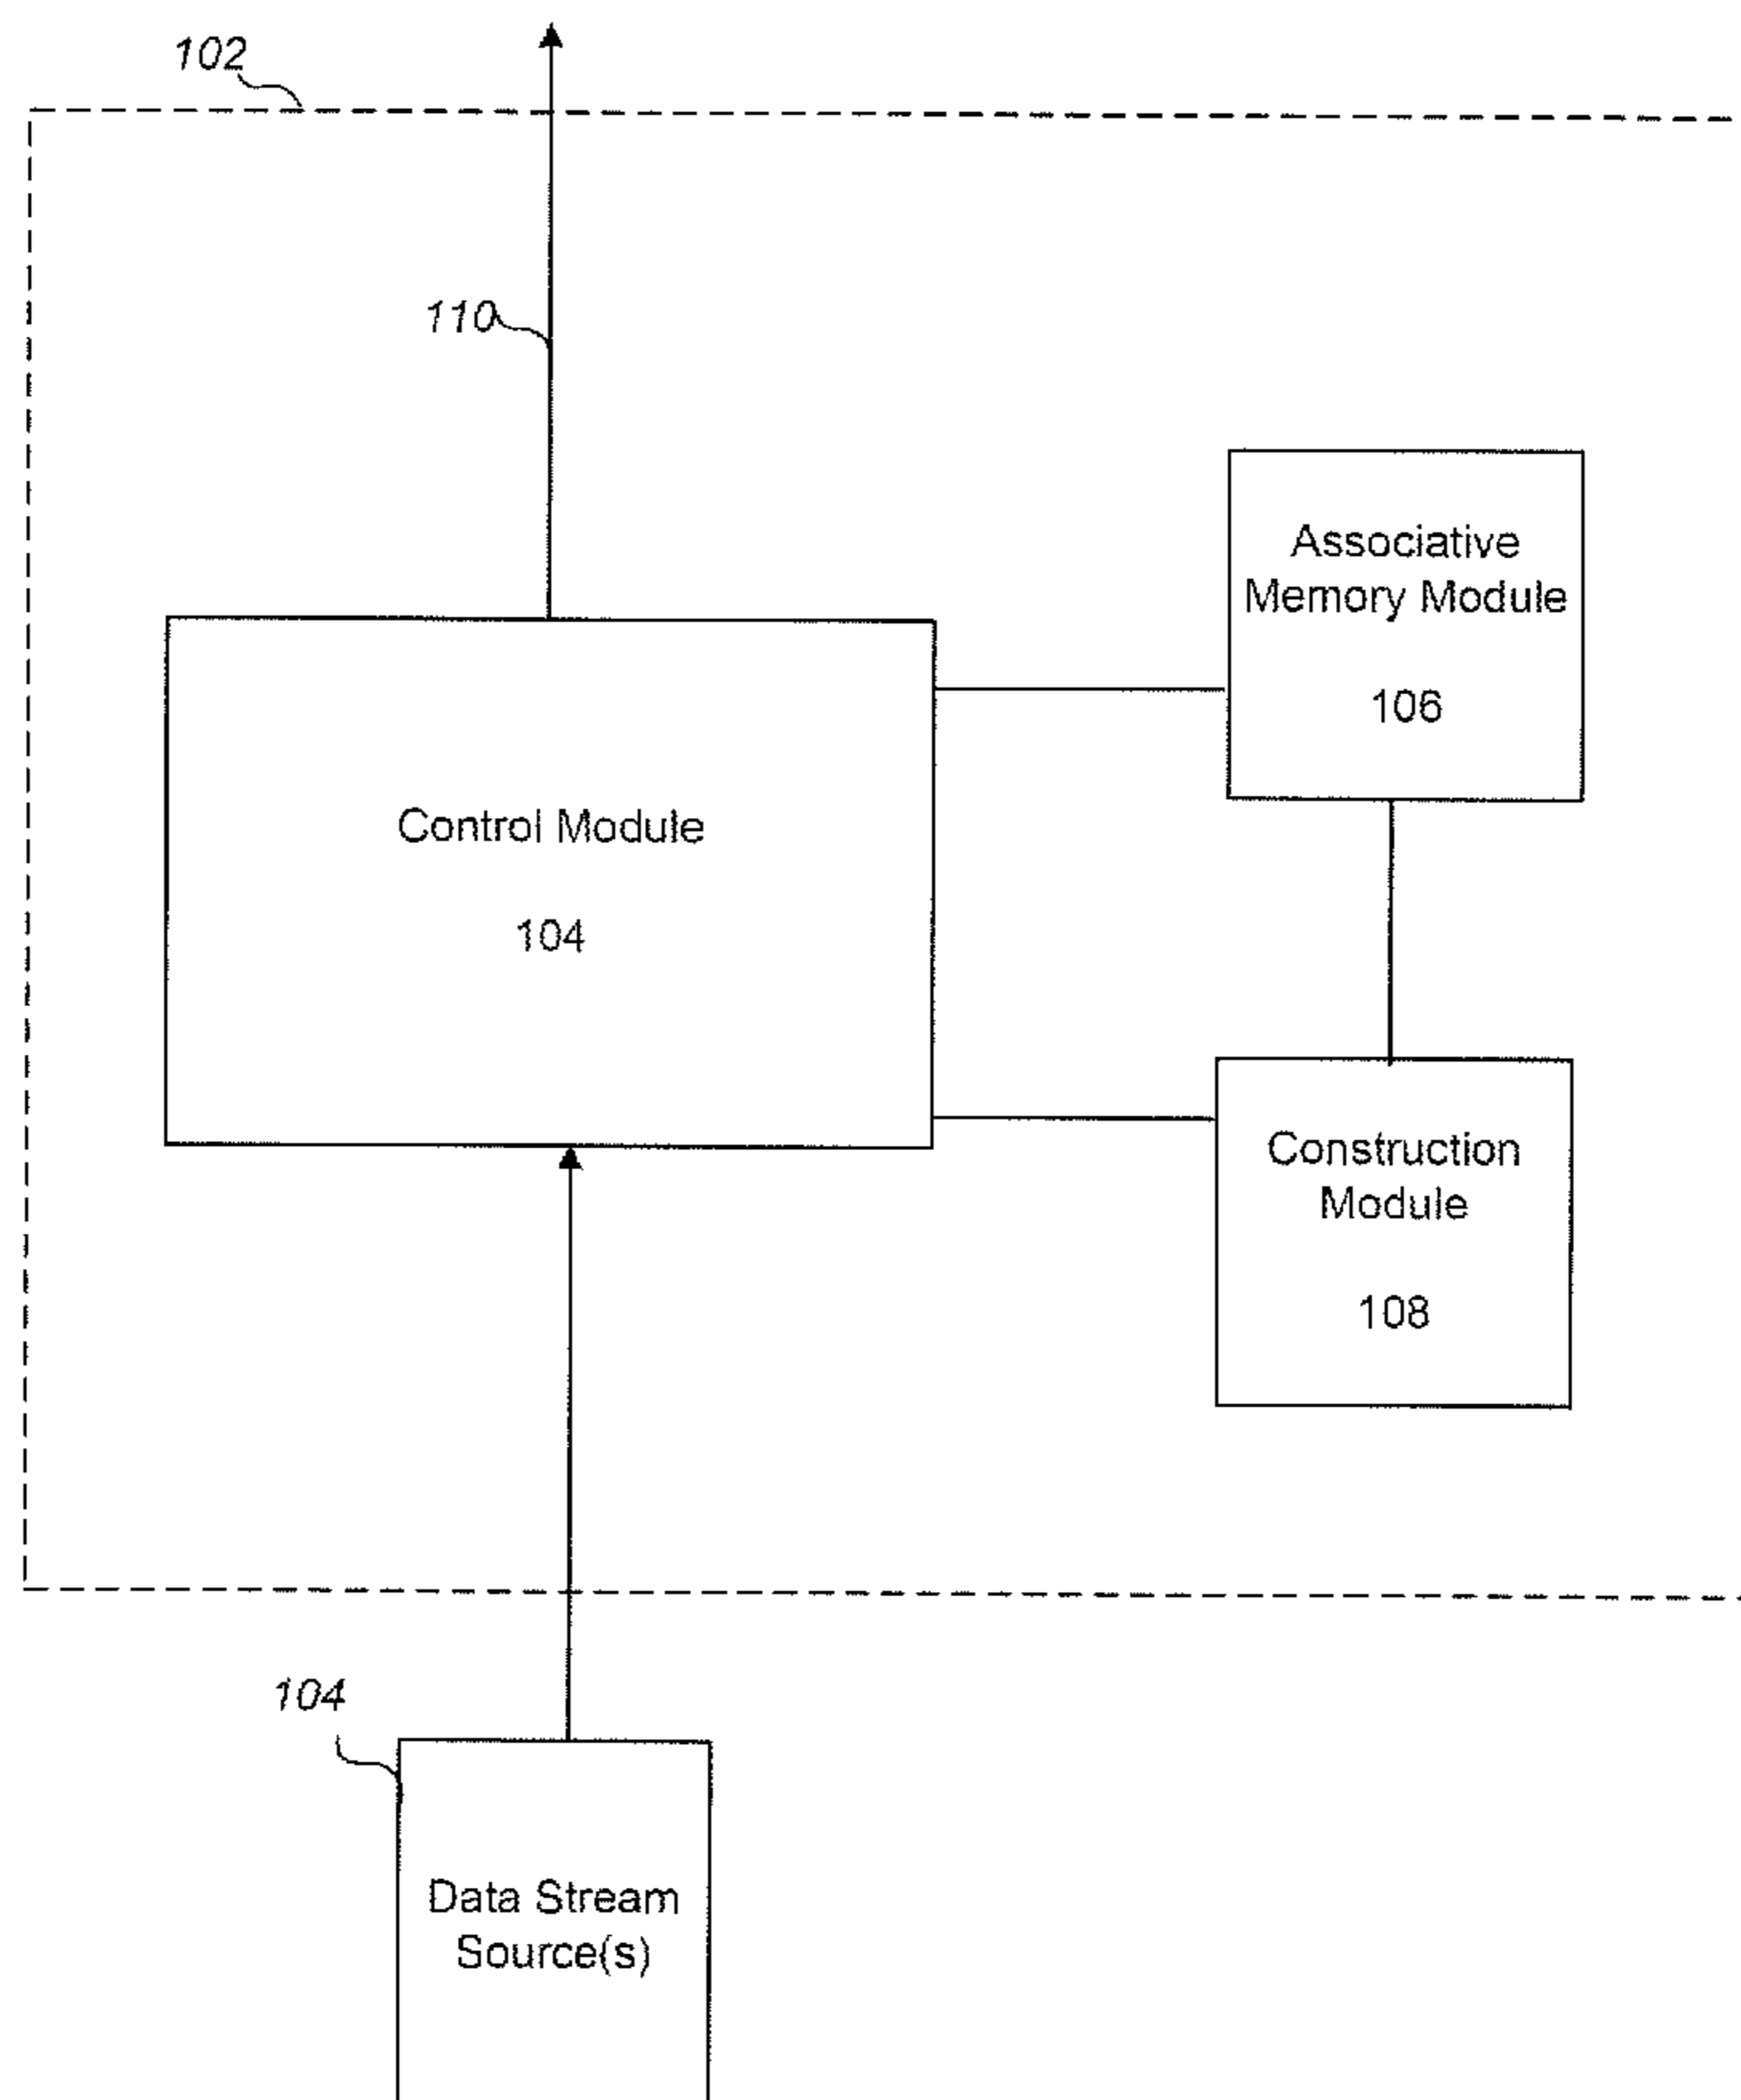 102
110
Associative
Memory Module
106
Control Module
104
Construction
Module
108
104
Data Stream
Source(s)